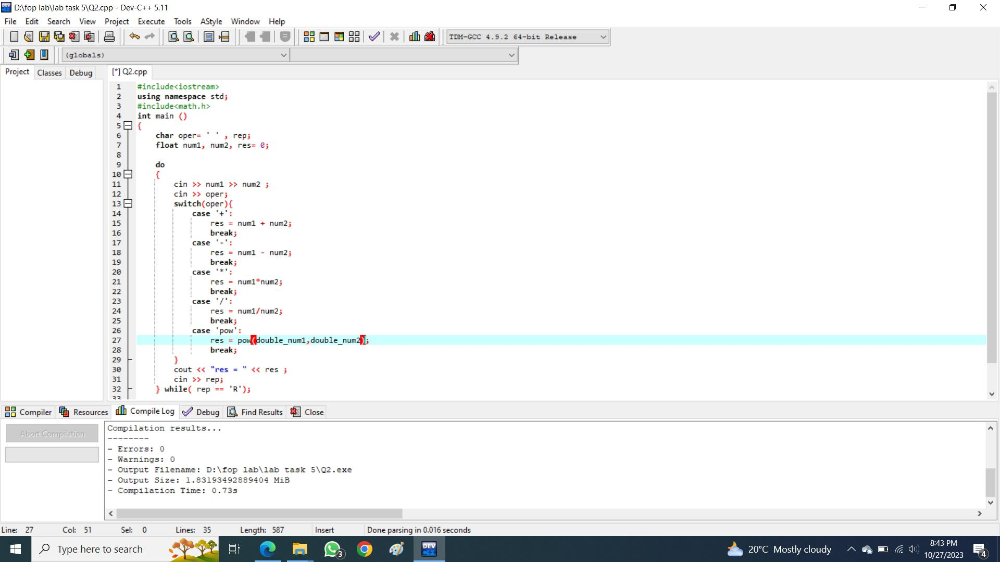 D:\fop lab\lab task 5\Q2.cpp - Dev-C++ 5.11
File Edit Search View Project Execute Tools AStyle Window Help
TDM-GCC 4.9.2 64-bit Release
(globals)
Project Classes Debug [*] Q2.cpp
1 #include<iostream>
2 using namespace std;
3 #include<math.h>
4 int main ()
5 {
6 char oper= ' ' , rep;
7 float num1, num2, res= 0;
8
9 do
10 {
11 cin >> num1 >> num2 ;
12 cin >> oper;
13 switch(oper){
14 case '+':
15 res = num1 + num2;
16 break;
17 case '-':
18 res = num1 - num2;
19 break;
20 case '*':
21 res = num1*num2;
22 break;
23 case '/':
24 res = num1/num2;
25 break;
26 case 'pow':
27 res = pow(double_num1,double_num2);
28 break;
29 }
30 cout << "res = " << res ;
31 cin >> rep;
32 } while( rep == 'R');
33
Compiler Resources Compile Log Debug Find Results Close
Abort Compilation
Compilation results...
--------
- Errors: 0
- Warnings: 0
- Output Filename: D:\fop lab\lab task 5\Q2.exe
- Output Size: 1.83193492889404 MiB
- Compilation Time: 0.73s
Line: 27 Col: 51 Sel: 0 Lines: 35 Length: 587 Insert Done parsing in 0.016 seconds
Type here to search
3
DEV C++
20°C Mostly cloudy
8:43 PM
10/27/2023
4